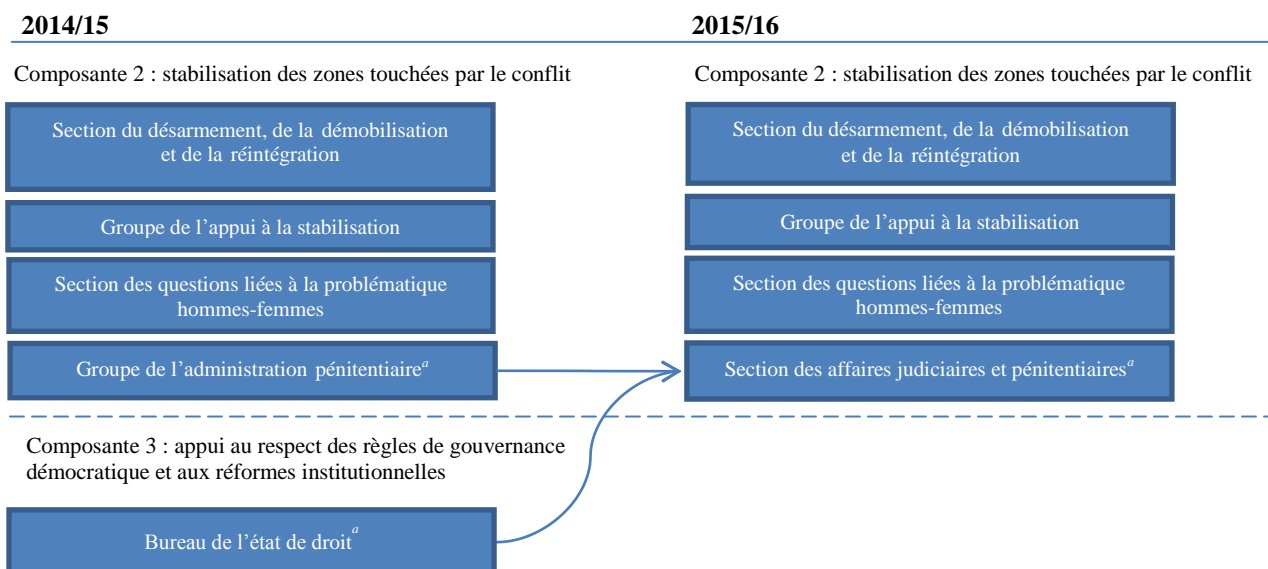 2014/15
2015/16
Composante 2 : stabilisation des zones touchées par le conflit
Composante 2 : stabilisation des zones touchées par le conflit
Section du désarmement, de la démobilisation
et de la réintégration
Section du désarmement, de la démobilisation
et de la réintégration
Groupe de l’appui à la stabilisation
Groupe de l’appui à la stabilisation
Section des questions liées à la problématique
hommes-femmes
Section des questions liées à la problématique
hommes-femmes
Groupe de l’administration pénitentiaire a
Section des affaires judiciaires et pénitentiaires a
Composante 3 : appui au respect des règles de gouvernance
démocratique et aux réformes institutionnelles
Bureau de l’état de droit a